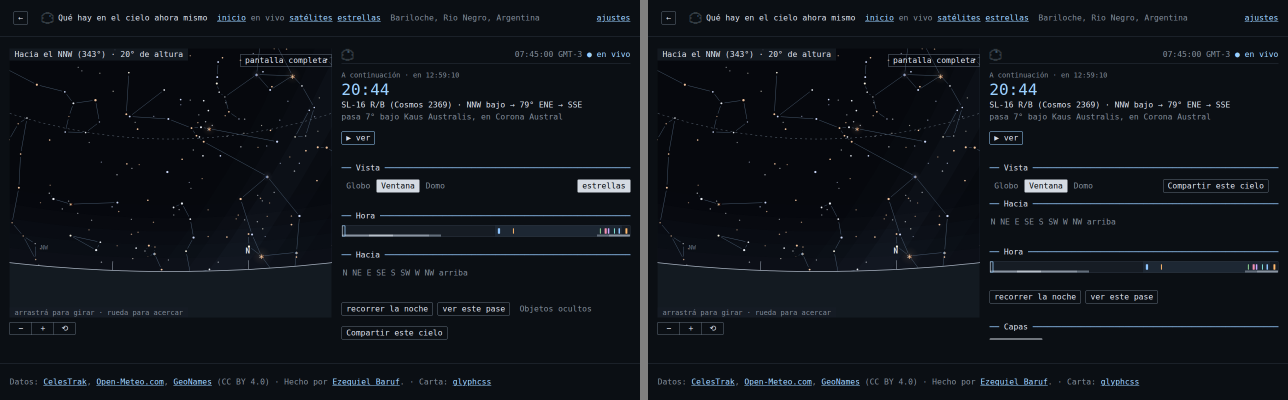 ← Qué hay en el cielo ahora mismo inicio en vivo satélites estrellas Bariloche, Río Negro, Argentina ajustes
Hacia el NNW (343°) · 20° de altura
pantalla completa
NW
N
arrastrá para girar · rueda para acercar
− + ⟲
07:45:00 GMT-3 ● en vivo
A continuación · en 12:59:10
20:44
SL-16 R/B (Cosmos 2369) · NNW bajo → 79° ENE → SSE
pasa 7° bajo Kaus Australis, en Corona Austral
▶ ver
Vista
Globo Ventana Domo estrellas
Hora
Hacia
N NE E SE S SW W NW arriba
recorrer la noche ver este pase Objetos ocultos
Compartir este cielo
Datos: CelesTrak, Open-Meteo.com, GeoNames (CC BY 4.0) · Hecho por Ezequiel Baruf. · Carta: glyphcss
← Qué hay en el cielo ahora mismo inicio en vivo satélites estrellas Bariloche, Río Negro, Argentina ajustes
Hacia el NNW (343°) · 20° de altura
pantalla completa
NW
N
arrastrá para girar · rueda para acercar
− + ⟲
07:45:00 GMT-3 ● en vivo
A continuación · en 12:59:10
20:44
SL-16 R/B (Cosmos 2369) · NNW bajo → 79° ENE → SSE
pasa 7° bajo Kaus Australis, en Corona Austral
▶ ver
Vista
Globo Ventana Domo Compartir este cielo
Hacia
N NE E SE S SW W NW arriba
Hora
recorrer la noche ver este pase
Capas
Datos: CelesTrak, Open-Meteo.com, GeoNames (CC BY 4.0) · Hecho por Ezequiel Baruf. · Carta: glyphcss